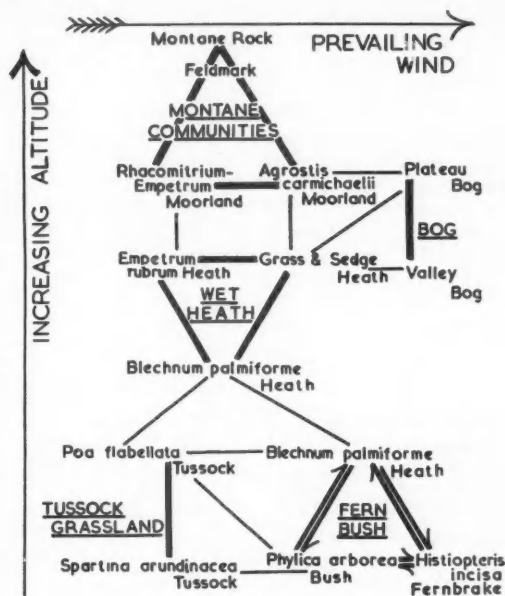 PREVAILING
WIND
INCREASING ALTITUDE
Montane Rock
Feldmark
MONTANE
COMMUNITIES
Rhacomitrium-
Empetrum
Moorland
Agrostis
carmichaelii
Moorland
Plateau
Bog
BOG
Empetrum
rubrum Heath
Grass & Sedge
Heath
Valley
Bog
WET
HEATH
Blechnum palmiforme
Heath
Poa flabellata
Tussock
Blechnum palmiforme
Heath
TUSSOCK
GRASSLAND
FERN
BUSH
Spartina arundinacea
Tussock
Phylica arborea
Bush
Histiopteris
incisa
Fernbrake